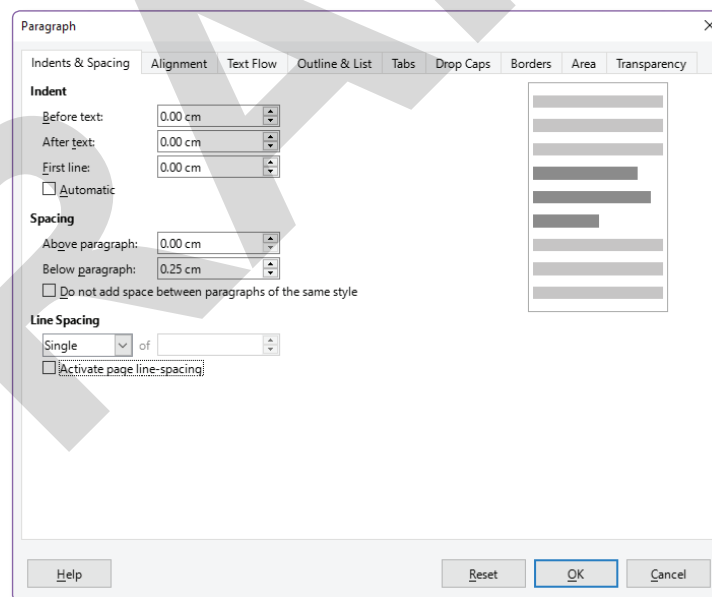 Paragraph
Indents & Spacing Alignment Text Flow Outline & List Tabs Drop Caps Borders Area Transparency
Indent
Before text: 0.00 cm
After text: 0.00 cm
First line: 0.00 cm
Automatic
Spacing
Above paragraph: 0.00 cm
Below paragraph: 0.25 cm
Do not add space between paragraphs of the same style
Line Spacing
Single of
Activate page line-spacing
Help Reset OK Cancel